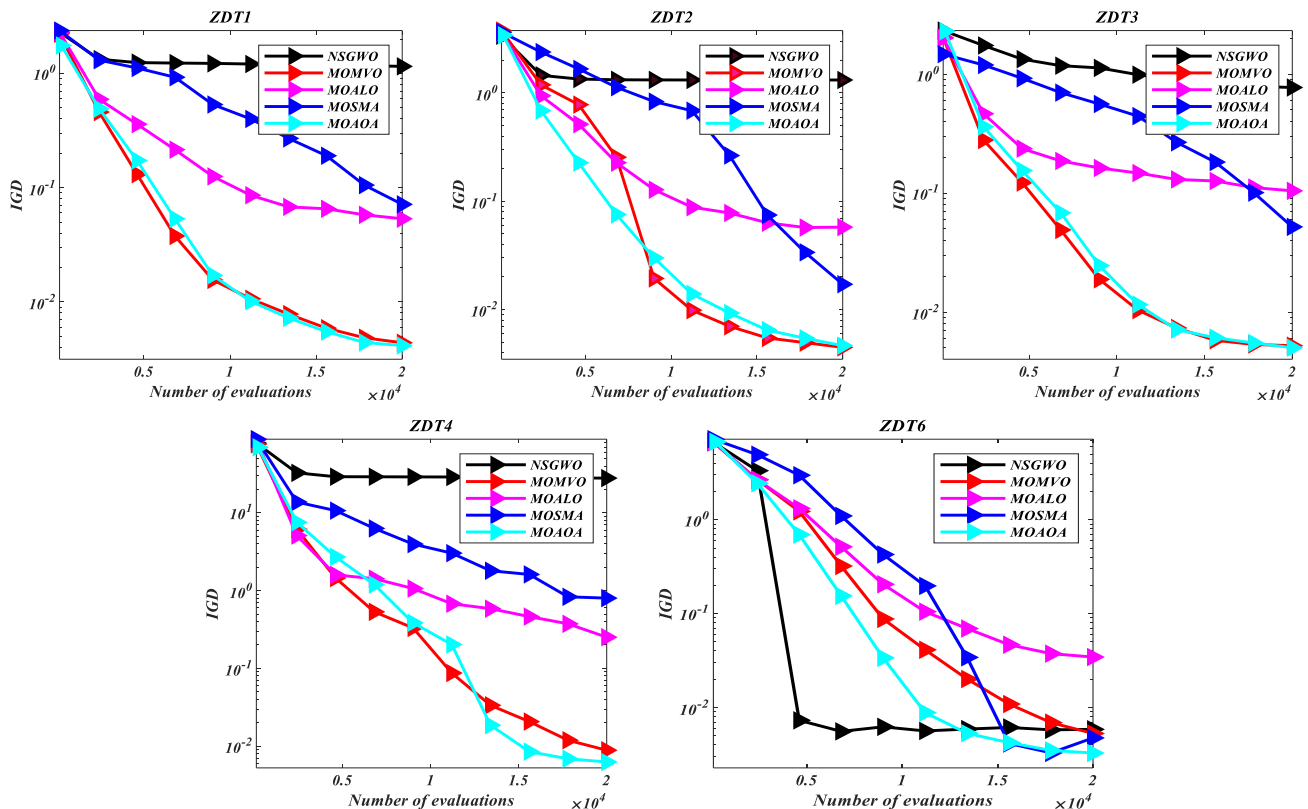 ZDT1
IGD
10^0
10^-1
10^-2
NSGWO
MOMVO
MOALO
MOSMA
MOAOA
0.5 1 1.5 2
Number of evaluations
×10^4
ZDT2
IGD
10^0
10^-1
10^-2
NSGWO
MOMVO
MOALO
MOSMA
MOAOA
0.5 1 1.5 2
Number of evaluations
×10^4
ZDT3
IGD
10^0
10^-1
10^-2
NSGWO
MOMVO
MOALO
MOSMA
MOAOA
0.5 1 1.5 2
Number of evaluations
×10^4
ZDT4
IGD
10^1
10^0
10^-1
10^-2
NSGWO
MOMVO
MOALO
MOSMA
MOAOA
0.5 1 1.5 2
Number of evaluations
×10^4
ZDT6
IGD
10^0
10^-1
10^-2
NSGWO
MOMVO
MOALO
MOSMA
MOAOA
0.5 1 1.5 2
Number of evaluations
×10^4